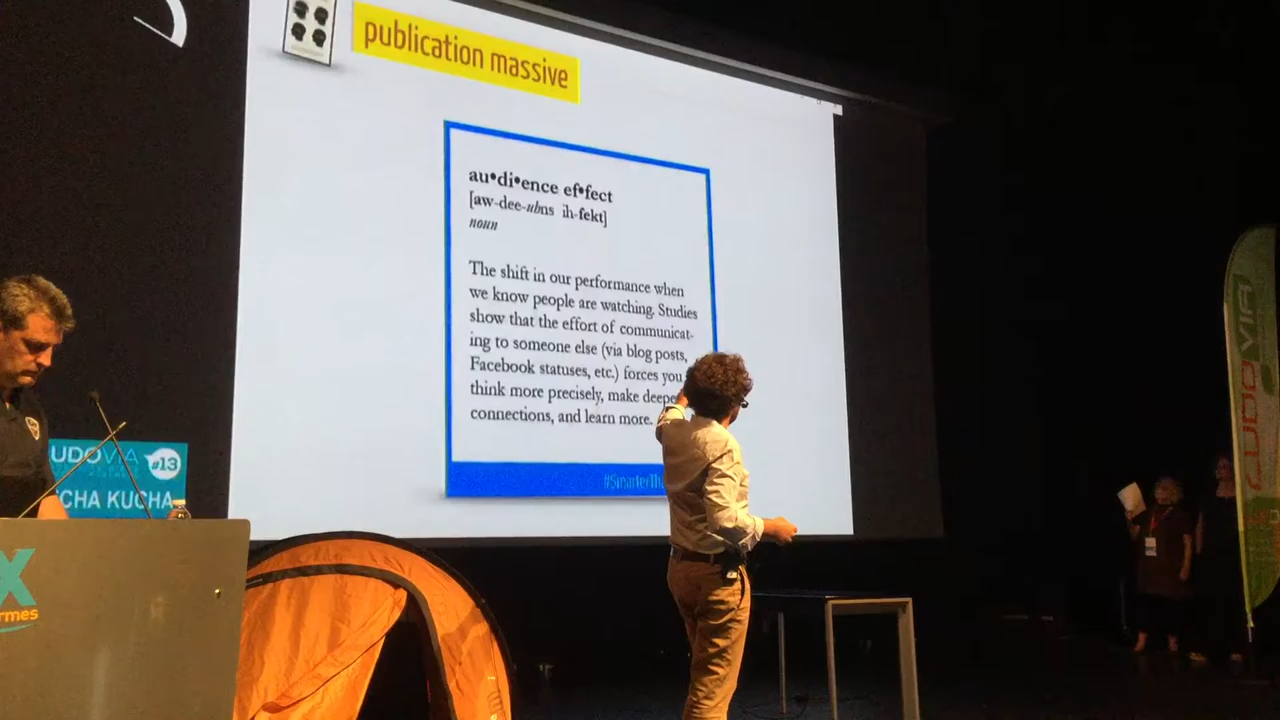 publication massive
au•di•ence ef•fect
[aw-dee-uhns ih-fekt]
noun
The shift in our performance when
we know people are watching. Studies
show that the effort of communicat-
ing to someone else (via blog posts,
Facebook statuses, etc.) forces you
think more precisely, make deepe
connections, and learn more.
#SmarterTh
UDOVIA
#13
CHA KUCHA
X
rmes
LUDOVIA